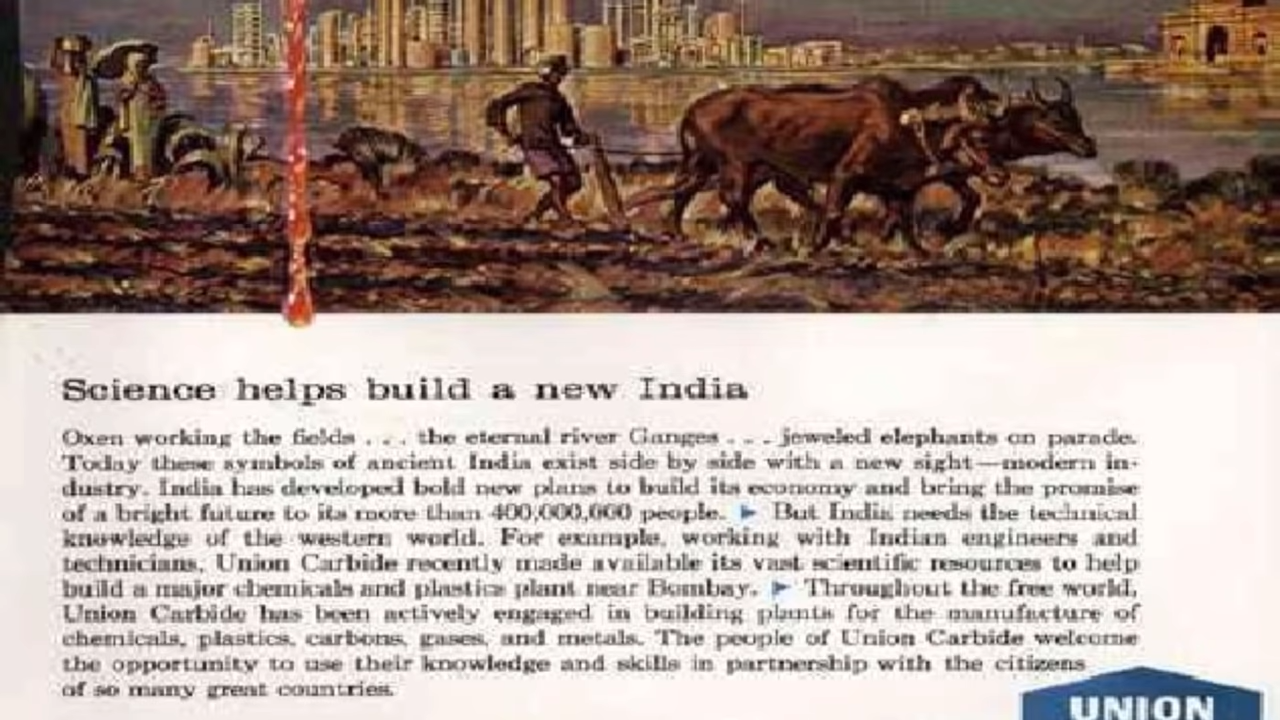 Science helps build a new India
Oxen working the fields . . . the eternal river Ganges . . . jeweled elephants on parade.
Today these symbols of ancient India exist side by side with a new sight—modern in-
dustry. India has developed bold new plans to build its economy and bring the promise
of a bright future to its more than 400,000,000 people. ► But India needs the technical
knowledge of the western world. For example, working with Indian engineers and
technicians, Union Carbide recently made available its vast scientific resources to help
build a major chemicals and plastics plant near Bombay. ► Throughout the free world,
Union Carbide has been actively engaged in building plants for the manufacture of
chemicals, plastics, carbons, gases, and metals. The people of Union Carbide welcome
the opportunity to use their knowledge and skills in partnership with the citizens
of so many great countries.
UNION